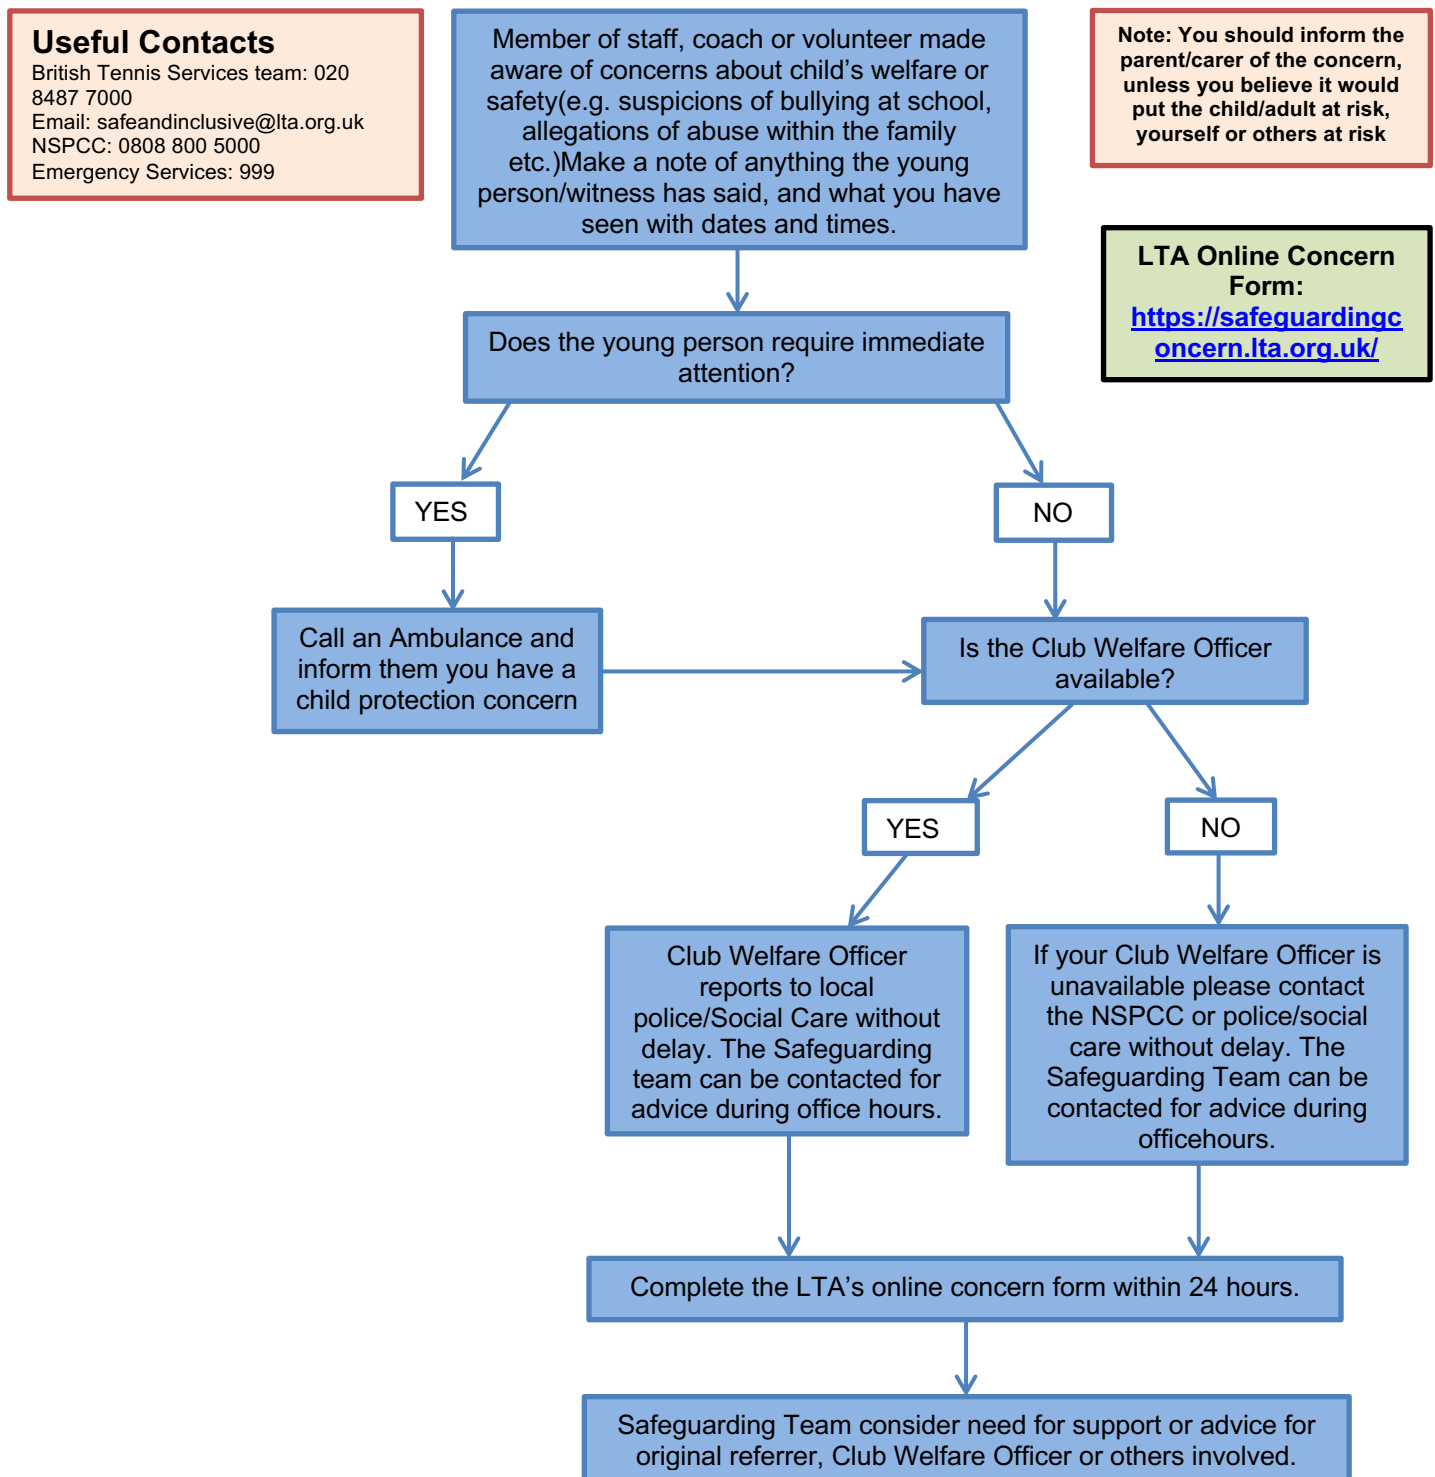 Useful Contacts
British Tennis Services team: 020
8487 7000
Email: safeandinclusive@lta.org.uk
NSPCC: 0808 800 5000
Emergency Services: 999
Member of staff, coach or volunteer made
aware of concerns about child’s welfare or
safety(e.g. suspicions of bullying at school,
allegations of abuse within the family
etc.)Make a note of anything the young
person/witness has said, and what you have
seen with dates and times.
Note: You should inform the
parent/carer of the concern,
unless you believe it would
put the child/adult at risk,
yourself or others at risk
LTA Online Concern
Form:
https://safeguardingc
oncern.lta.org.uk/
Does the young person require immediate
attention?
YES
NO
Call an Ambulance and
inform them you have a
child protection concern
Is the Club Welfare Officer
available?
YES
NO
Club Welfare Officer
reports to local
police/Social Care without
delay. The Safeguarding
team can be contacted for
advice during office hours.
If your Club Welfare Officer is
unavailable please contact
the NSPCC or police/social
care without delay. The
Safeguarding Team can be
contacted for advice during
officehours.
Complete the LTA’s online concern form within 24 hours.
Safeguarding Team consider need for support or advice for
original referrer, Club Welfare Officer or others involved.